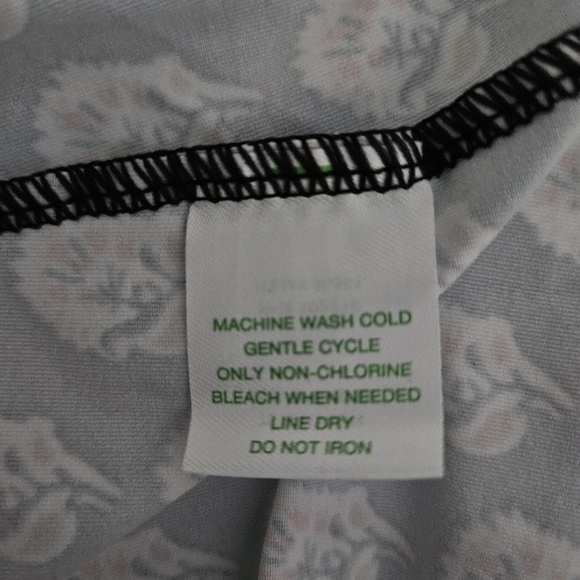 MACHINE WASH COLD
GENTLE CYCLE
ONLY NON-CHLORINE
BLEACH WHEN NEEDED
LINE DRY
DO NOT IRON